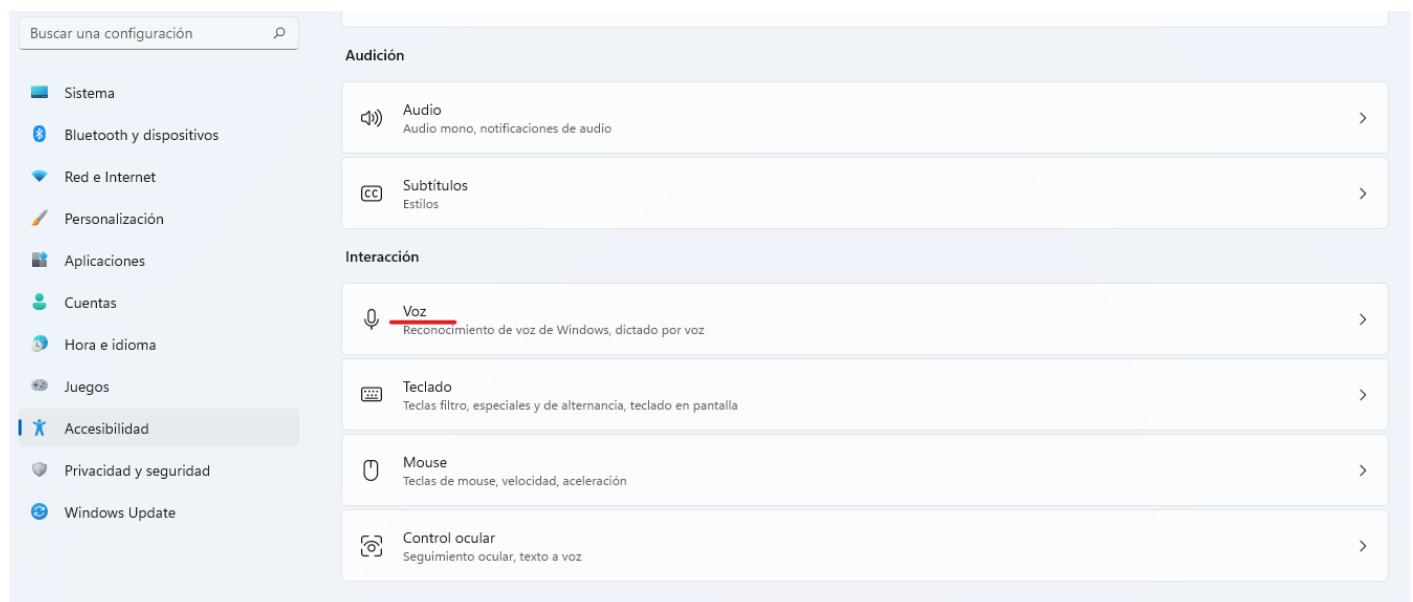 Buscar una configuración
Sistema
Bluetooth y dispositivos
Red e Internet
Personalización
Aplicaciones
Cuentas
Hora e idioma
Juegos
Accesibilidad
Privacidad y seguridad
Windows Update
Audición
Audio
Audio mono, notificaciones de audio
CC
Subtítulos
Estilos
Interacción
Voz
Reconocimiento de voz de Windows, dictado por voz
Teclado
Teclas filtro, especiales y de alternancia, teclado en pantalla
Mouse
Teclas de mouse, velocidad, aceleración
Control ocular
Seguimiento ocular, texto a voz